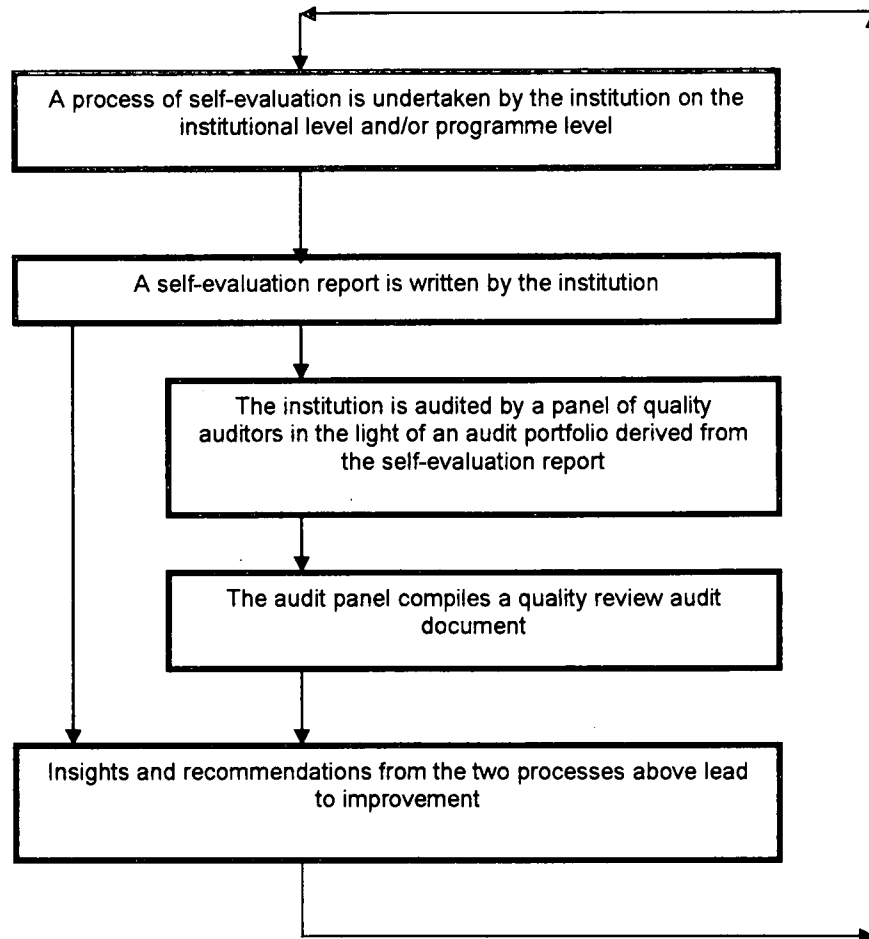 A process of self-evaluation is undertaken by the institution on the
institutional level and/or programme level
A self-evaluation report is written by the institution
The institution is audited by a panel of quality
auditors in the light of an audit portfolio derived from
the self-evaluation report
The audit panel compiles a quality review audit
document
Insights and recommendations from the two processes above lead
to improvement